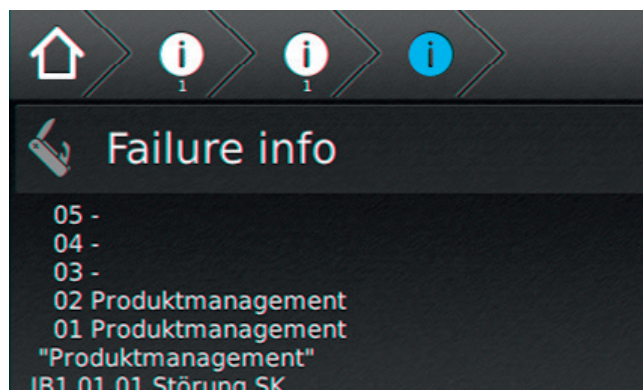 1
1
Failure info
05 -
04 -
03 -
02 Produktmanagement
01 Produktmanagement
"Produktmanagement"
IB1 01.01 Störung SK